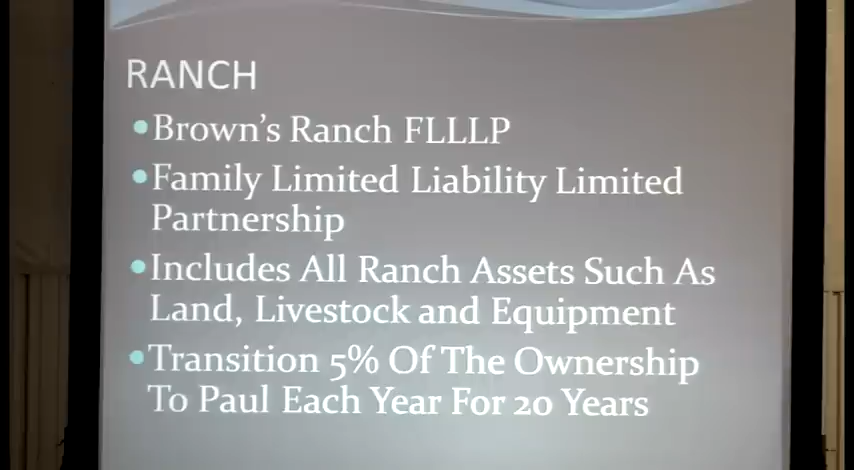 RANCH
•Brown's Ranch FLLLP
•Family Limited Liability Limited
Partnership
•Includes All Ranch Assets Such As
Land, Livestock and Equipment
•Transition 5% Of The Ownership
To Paul Each Year For 20 Years